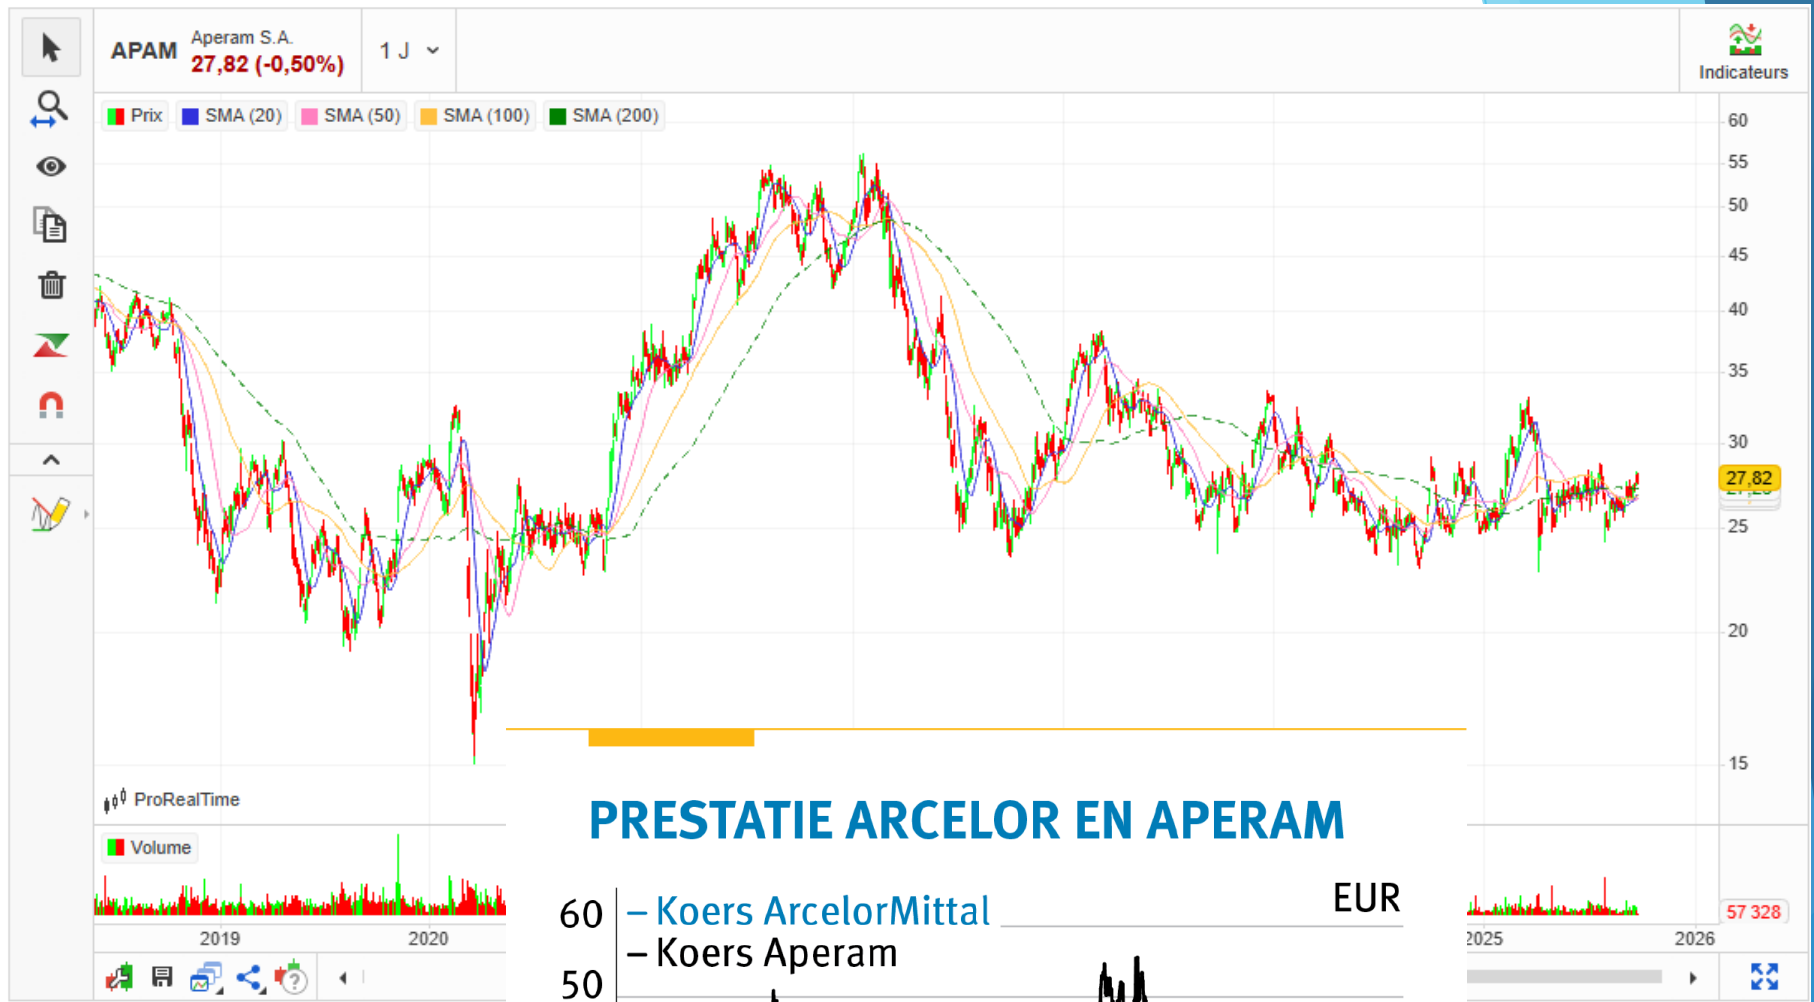 APAM
Aperam S.A.
27,82 (-0,50%)
1 J
Indicateurs
Prix
SMA (20)
SMA (50)
SMA (100)
SMA (200)
60
55
50
45
40
35
30
27,82
25
20
15
ProRealTime
Volume
57 328
2019
2020
2025
2026
PRESTATIE ARCELOR EN APERAM
EUR
60
– Koers ArcelorMittal
– Koers Aperam
50